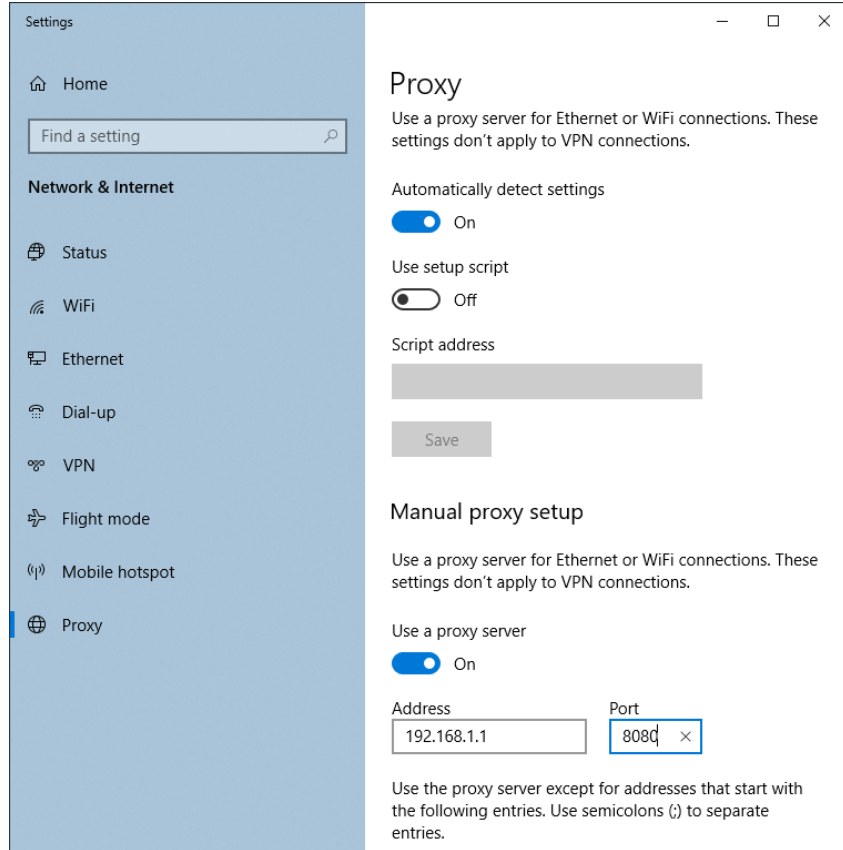 Settings
Home
Find a setting
Network & Internet
Status
WiFi
Ethernet
Dial-up
VPN
Flight mode
Mobile hotspot
Proxy
Proxy
Use a proxy server for Ethernet or WiFi connections. These
settings don't apply to VPN connections.
Automatically detect settings
On
Use setup script
Off
Script address
Save
Manual proxy setup
Use a proxy server for Ethernet or WiFi connections. These
settings don't apply to VPN connections.
Use a proxy server
On
Address Port
192.168.1.1 8080
Use the proxy server except for addresses that start with
the following entries. Use semicolons (;) to separate
entries.